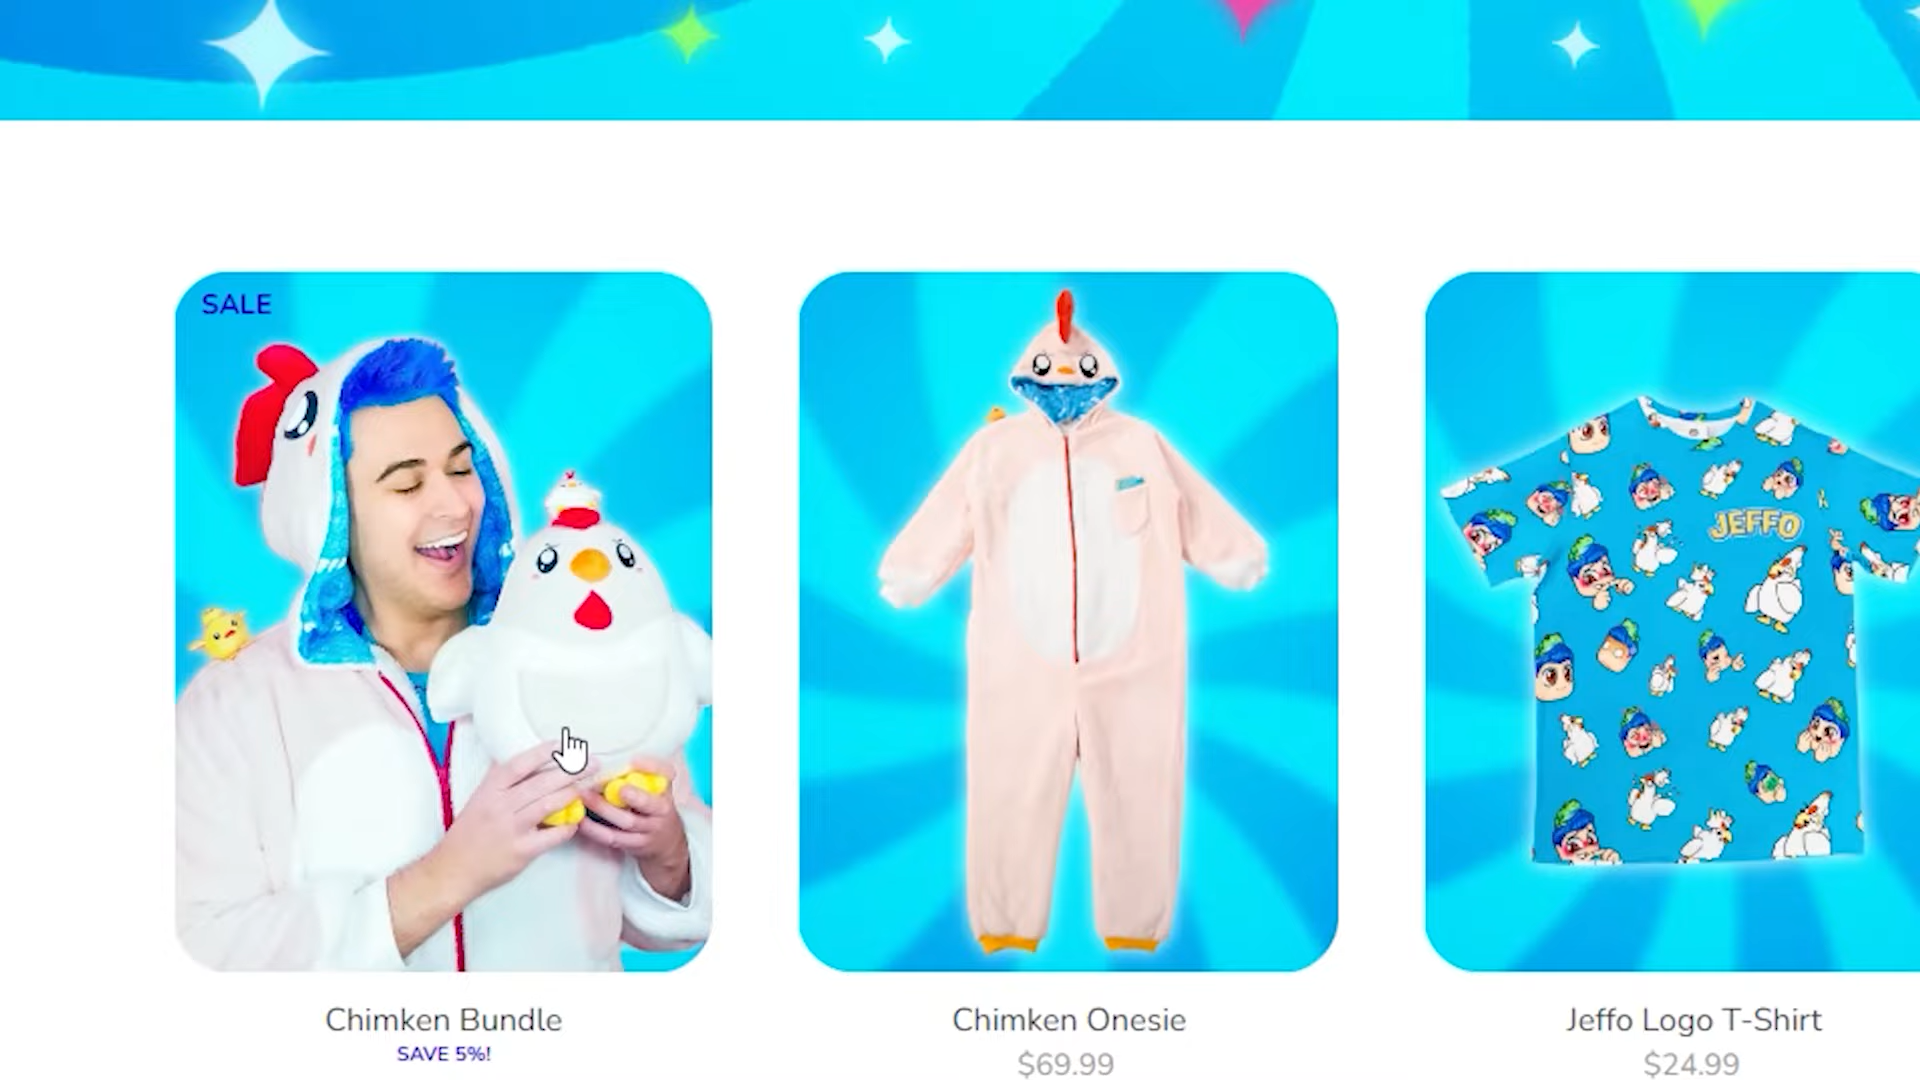 SALE
JEFFO
Chimken Bundle
SAVE 5%!
Chimken Onesie
$69.99
Jeffo Logo T-Shirt
$24.99